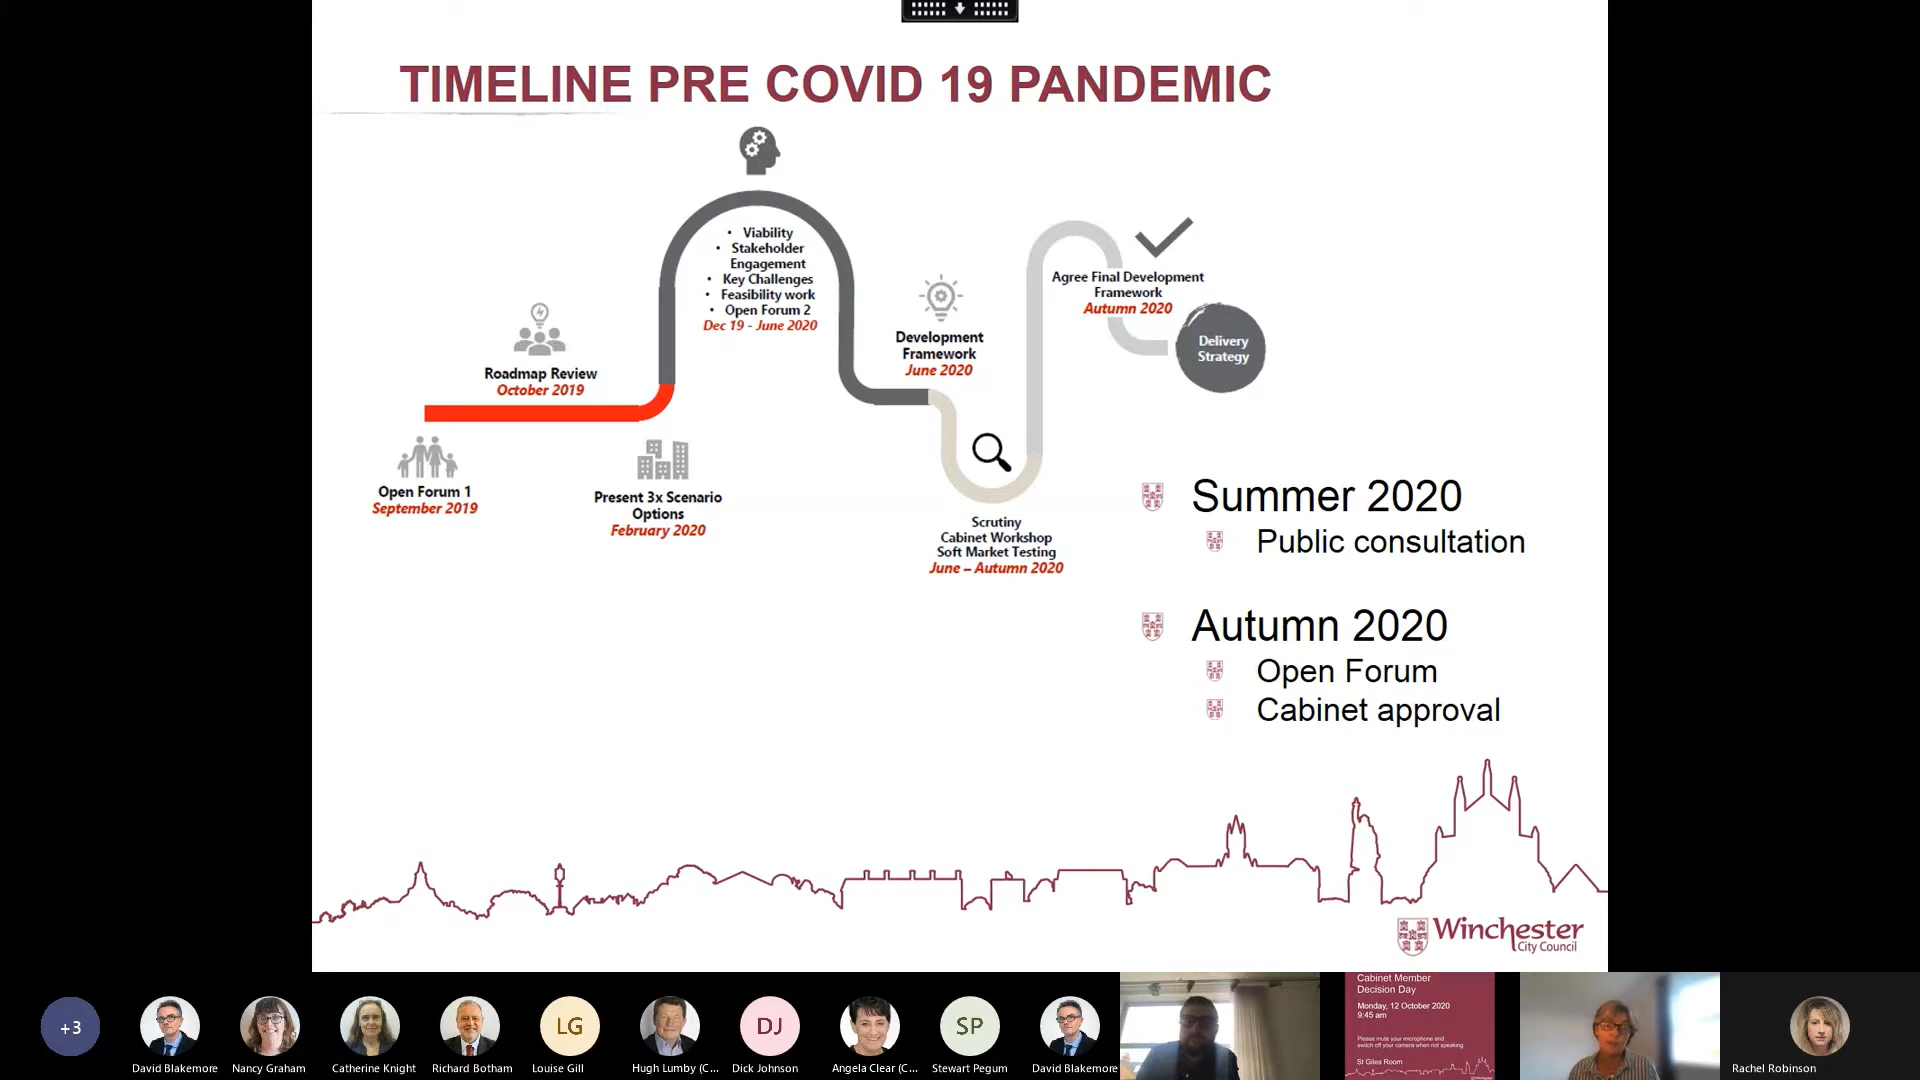 TIMELINE PRE COVID 19 PANDEMIC
• Viability
• Stakeholder
Engagement
• Key Challenges
• Feasibility work
• Open Forum 2
Dec 19 - June 2020
Agree Final Development
Framework
Autumn 2020
Delivery
Strategy
Development
Framework
June 2020
Roadmap Review
October 2019
Open Forum 1
September 2019
Present 3x Scenario
Options
February 2020
Scrutiny
Cabinet Workshop
Soft Market Testing
June – Autumn 2020
Summer 2020
Public consultation
Autumn 2020
Open Forum
Cabinet approval
Winchester
City Council
+3
David Blakemore
Nancy Graham
Catherine Knight
Richard Botham
LG
Louise Gill
Hugh Lumby (C...
DJ
Dick Johnson
Angela Clear (C...
SP
Stewart Pegum
David Blakemore
Cabinet Member
Decision Day
Monday, 12 October 2020
9:45 am
Please mute your microphone and
switch off your camera when not speaking
St Giles Room
Rachel Robinson